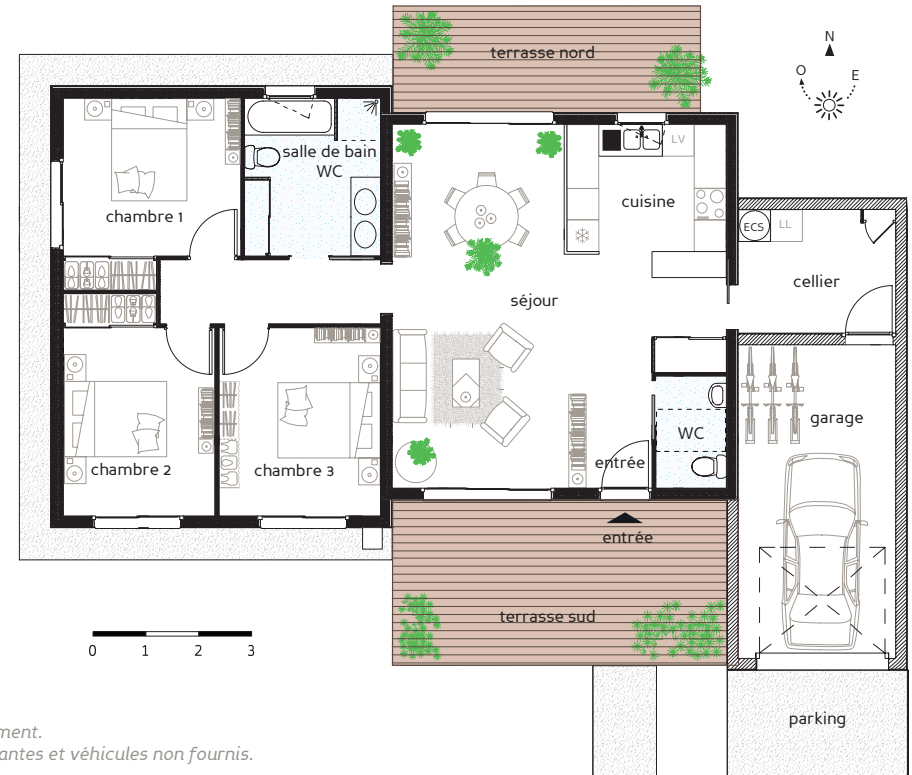 N
O E
terrasse nord
salle de bain
WC
LV
chambre 1
cuisine
ECS LL
cellier
séjour
garage
WC
chambre 2
chambre 3
entrée
entrée
terrasse sud
0 1 2 3
parking
ment.
antes et véhicules non fournis.